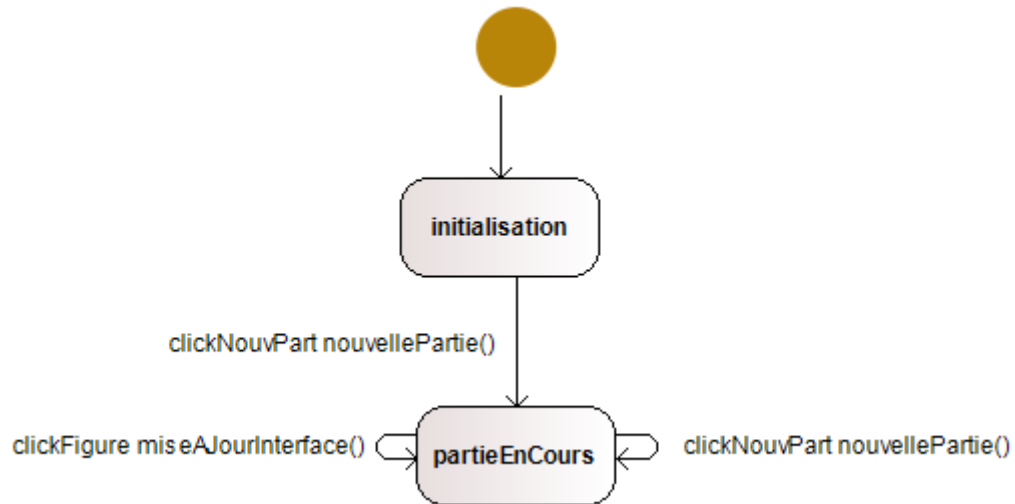 initialisation
clickNouvPart nouvellePartie()
clickFigure miseAJourInterface()
partieEnCours
clickNouvPart nouvellePartie()